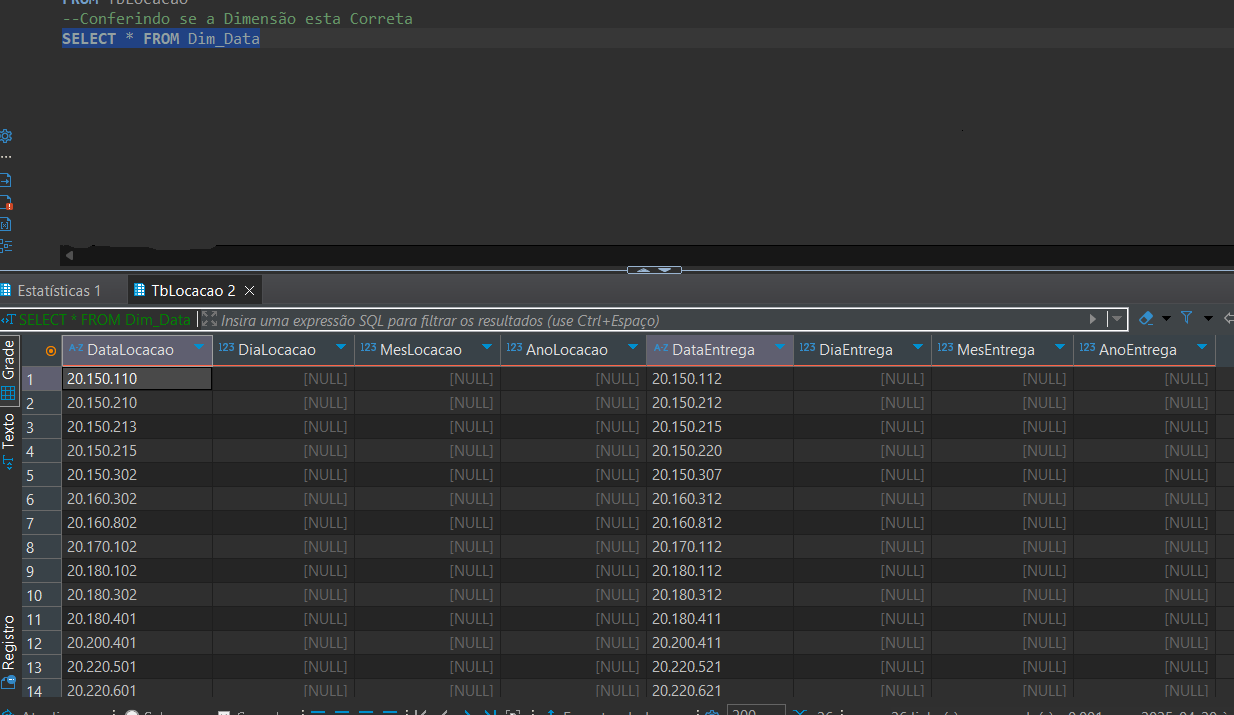 FROM TbLocacao
--Conferindo se a Dimensão esta Correta
SELECT * FROM Dim_Data
Estatísticas 1
TbLocacao 2
SELECT * FROM Dim_Data
Insira uma expressão SQL para filtrar os resultados (use Ctrl+Espaço)
Grade
Texto
Registro
A-Z DataLocacao 123 DiaLocacao 123 MesLocacao 123 AnoLocacao A-Z DataEntrega 123 DiaEntrega 123 MesEntrega 123 AnoEntrega
1 20.150.110 [NULL] [NULL] [NULL] 20.150.112 [NULL] [NULL] [NULL]
2 20.150.210 [NULL] [NULL] [NULL] 20.150.212 [NULL] [NULL] [NULL]
3 20.150.213 [NULL] [NULL] [NULL] 20.150.215 [NULL] [NULL] [NULL]
4 20.150.215 [NULL] [NULL] [NULL] 20.150.220 [NULL] [NULL] [NULL]
5 20.150.302 [NULL] [NULL] [NULL] 20.150.307 [NULL] [NULL] [NULL]
6 20.160.302 [NULL] [NULL] [NULL] 20.160.312 [NULL] [NULL] [NULL]
7 20.160.802 [NULL] [NULL] [NULL] 20.160.812 [NULL] [NULL] [NULL]
8 20.170.102 [NULL] [NULL] [NULL] 20.170.112 [NULL] [NULL] [NULL]
9 20.180.102 [NULL] [NULL] [NULL] 20.180.112 [NULL] [NULL] [NULL]
10 20.180.302 [NULL] [NULL] [NULL] 20.180.312 [NULL] [NULL] [NULL]
11 20.180.401 [NULL] [NULL] [NULL] 20.180.411 [NULL] [NULL] [NULL]
12 20.200.401 [NULL] [NULL] [NULL] 20.200.411 [NULL] [NULL] [NULL]
13 20.220.501 [NULL] [NULL] [NULL] 20.220.521 [NULL] [NULL] [NULL]
14 20.220.601 [NULL] [NULL] [NULL] 20.220.621 [NULL] [NULL] [NULL]
200